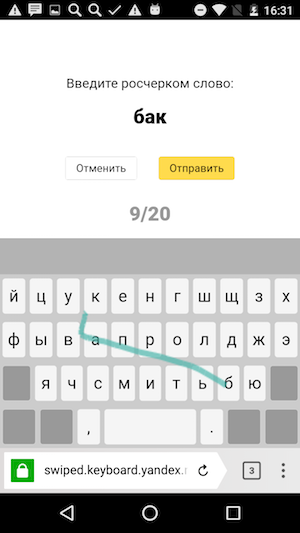 16:31
Введите росчерком слово:
бак
Отменить Отправить
9/20
й ц у к е н г ш щ з х
ф ы в а п р о л д ж э
я ч с м и т ь б ю
, .
swiped.keyboard.yandex.r 3